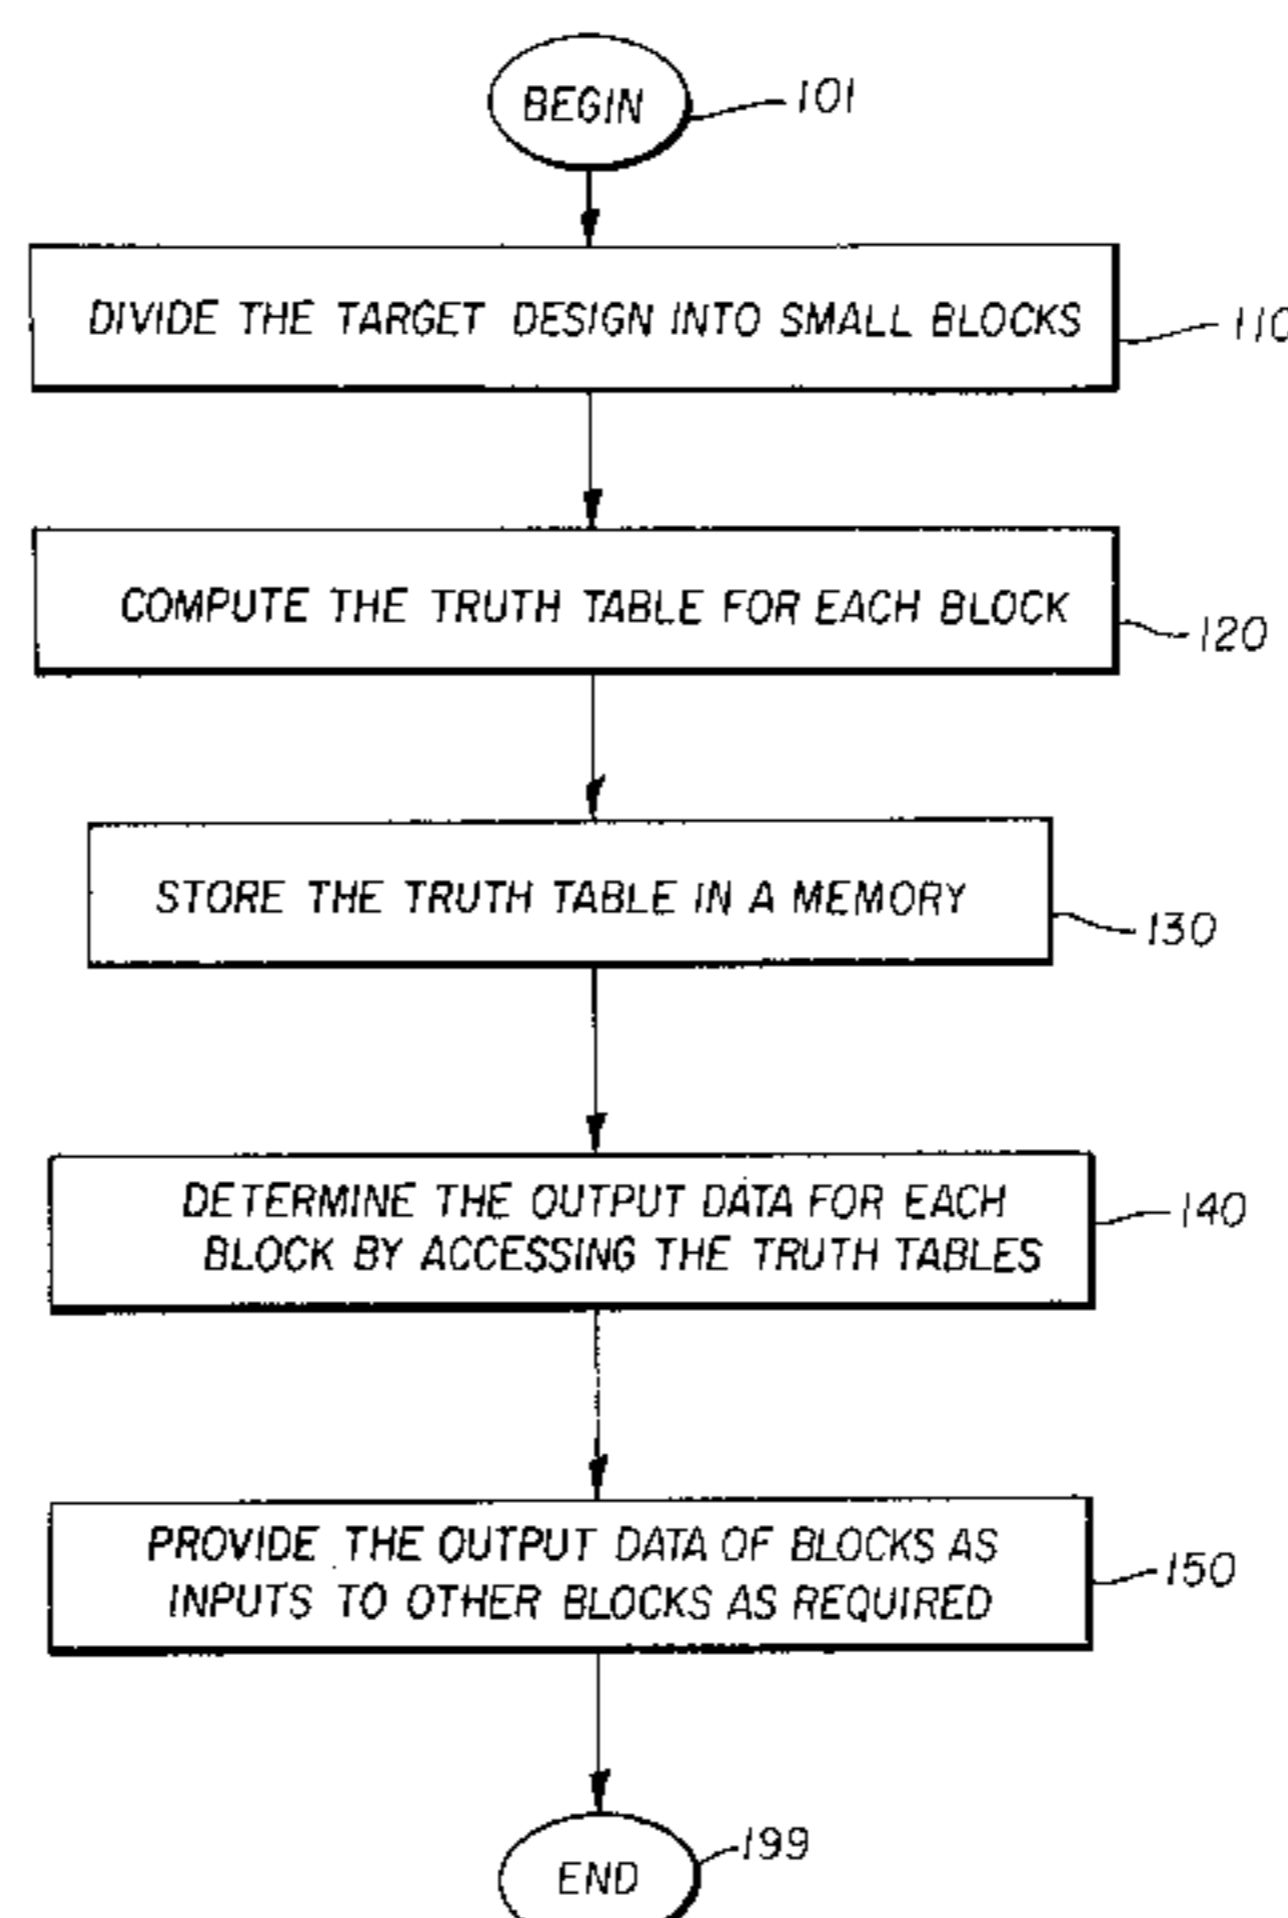 BEGIN
101
DIVIDE THE TARGET DESIGN INTO SMALL BLOCKS
110
COMPUTE THE TRUTH TABLE FOR EACH BLOCK
120
STORE THE TRUTH TABLE IN A MEMORY
130
DETERMINE THE OUTPUT DATA FOR EACH
BLOCK BY ACCESSING THE TRUTH TABLES
140
PROVIDE THE OUTPUT DATA OF BLOCKS AS
INPUTS TO OTHER BLOCKS AS REQUIRED
150
END
199